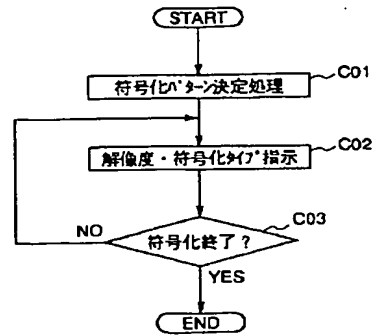 START
符号化パターン決定処理
C01
解像度・符号化タイプ指示
C02
符号化終了？
C03
NO
YES
END